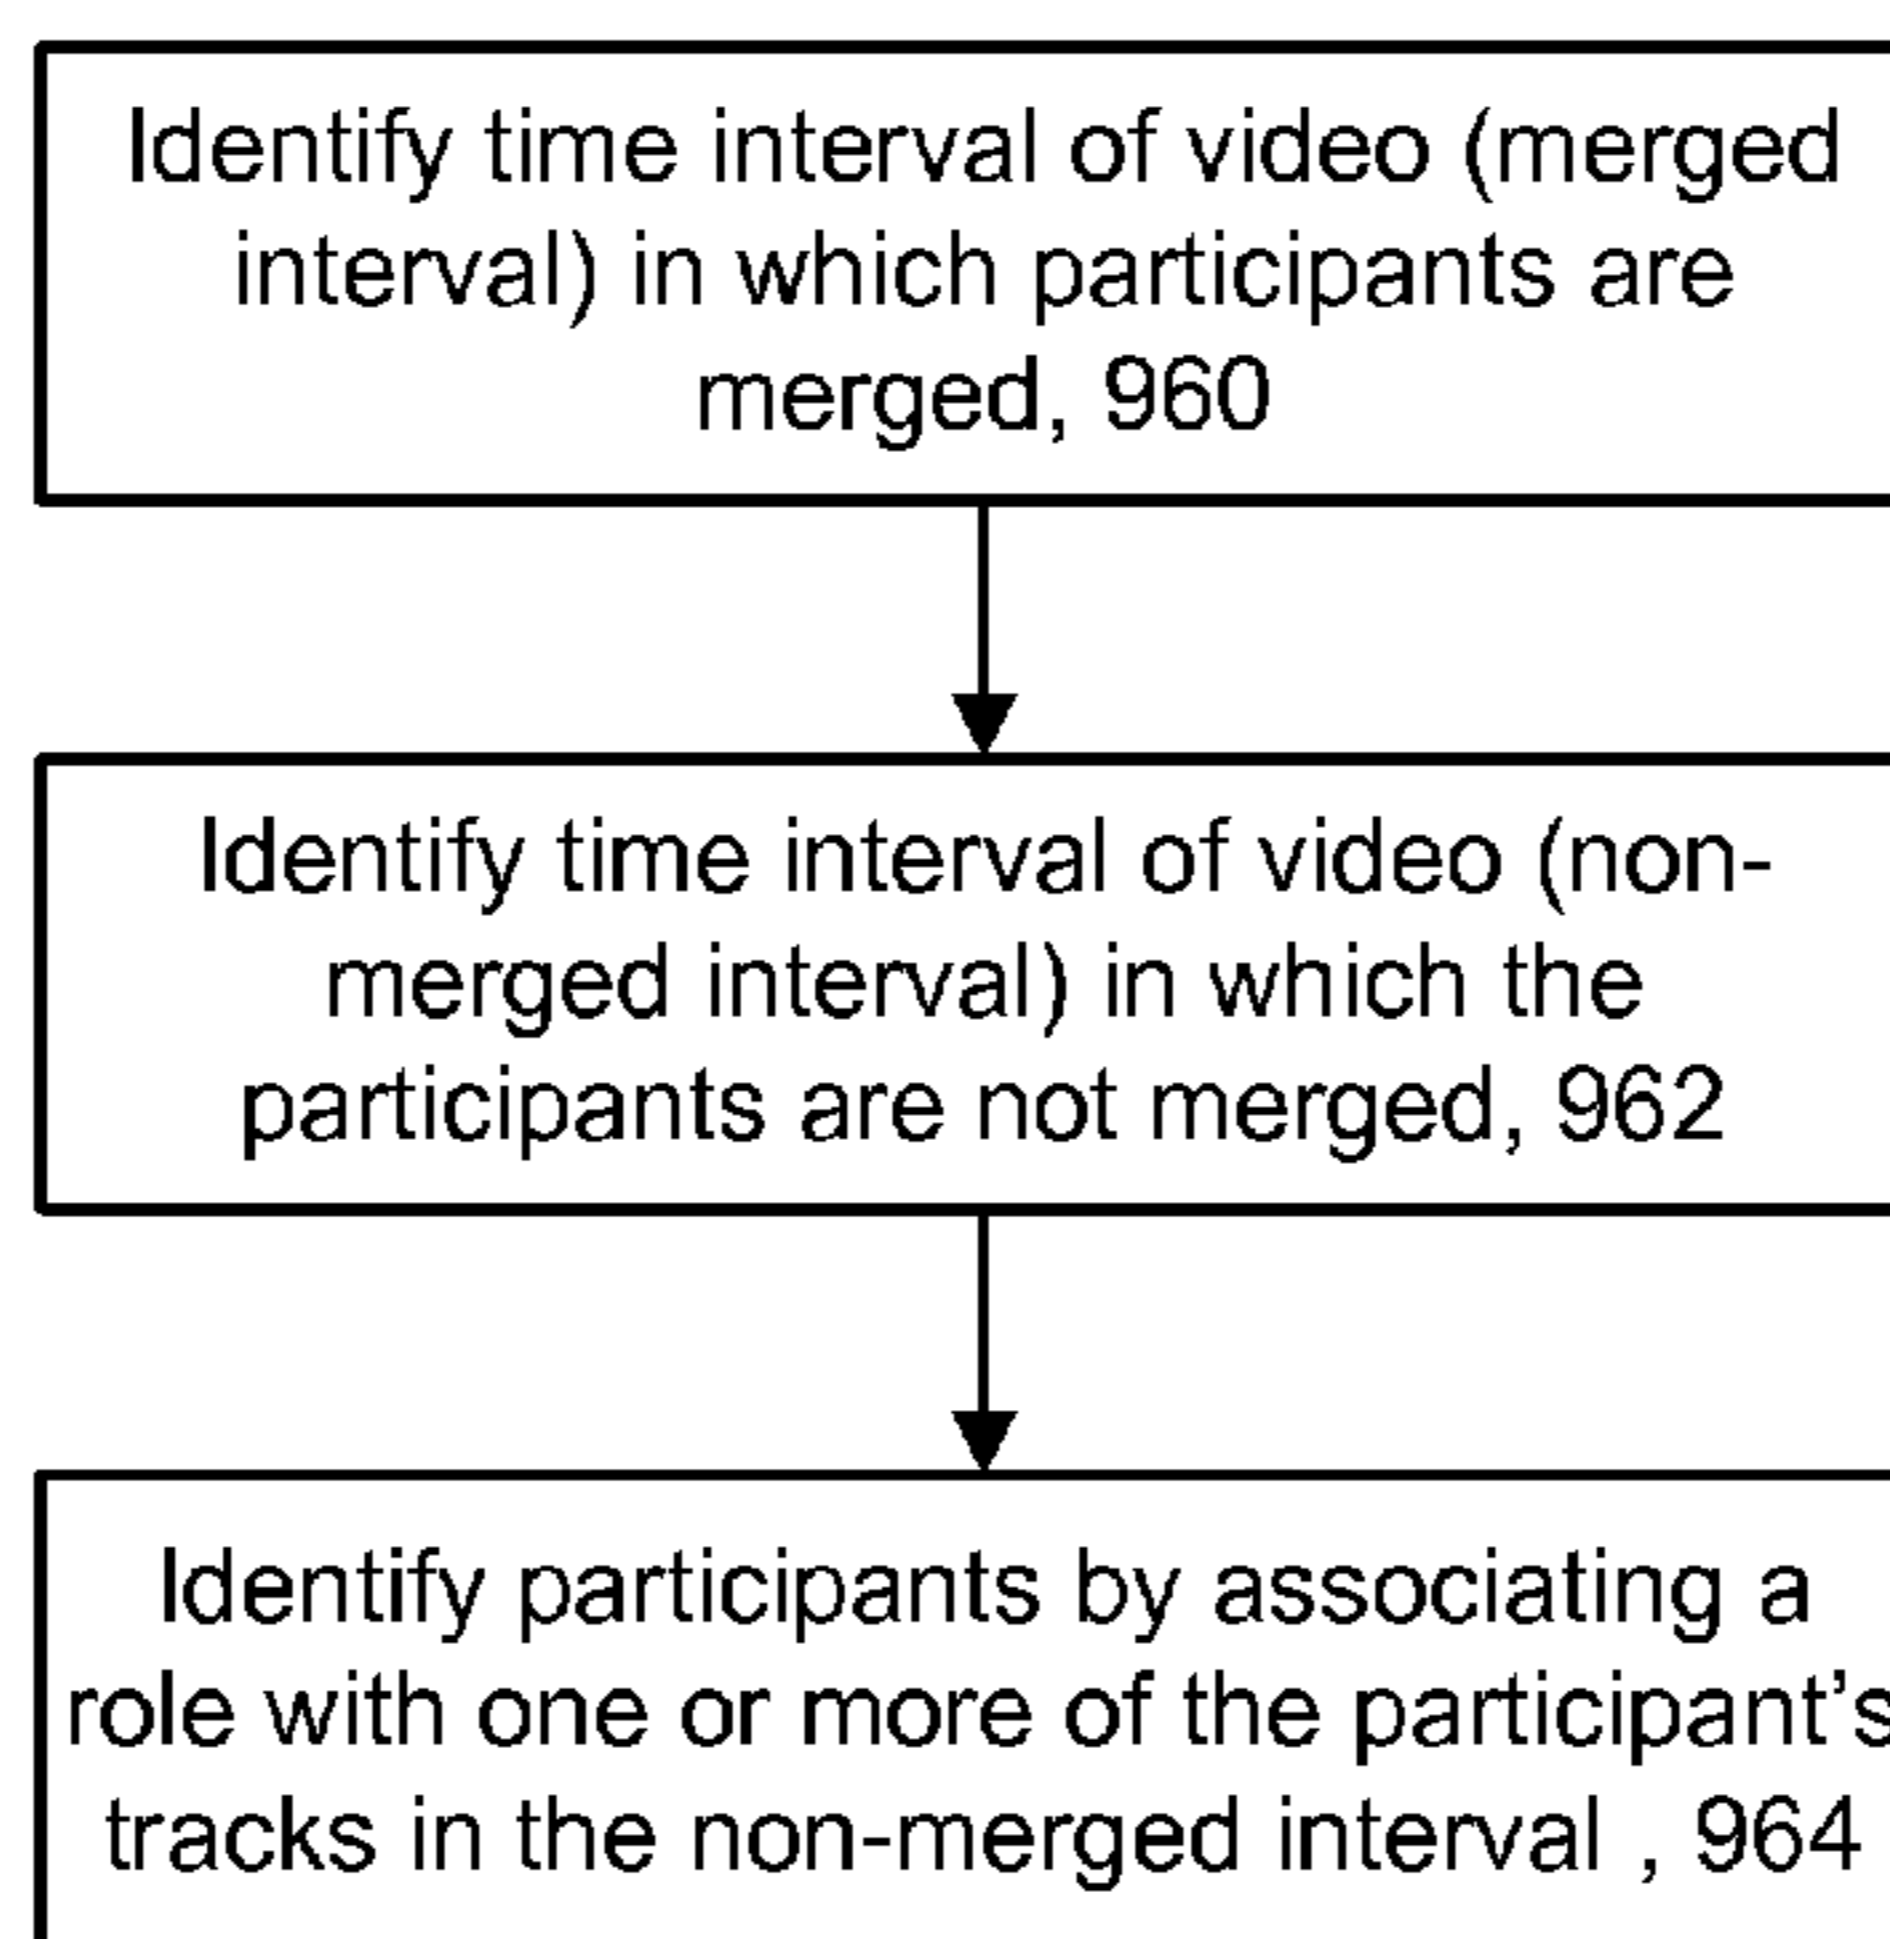 Identify time interval of video (merged
interval) in which participants are
merged, 960
Identify time interval of video (non-
merged interval) in which the
participants are not merged, 962
Identify participants by associating a
role with one or more of the participant’s
tracks in the non-merged interval , 964